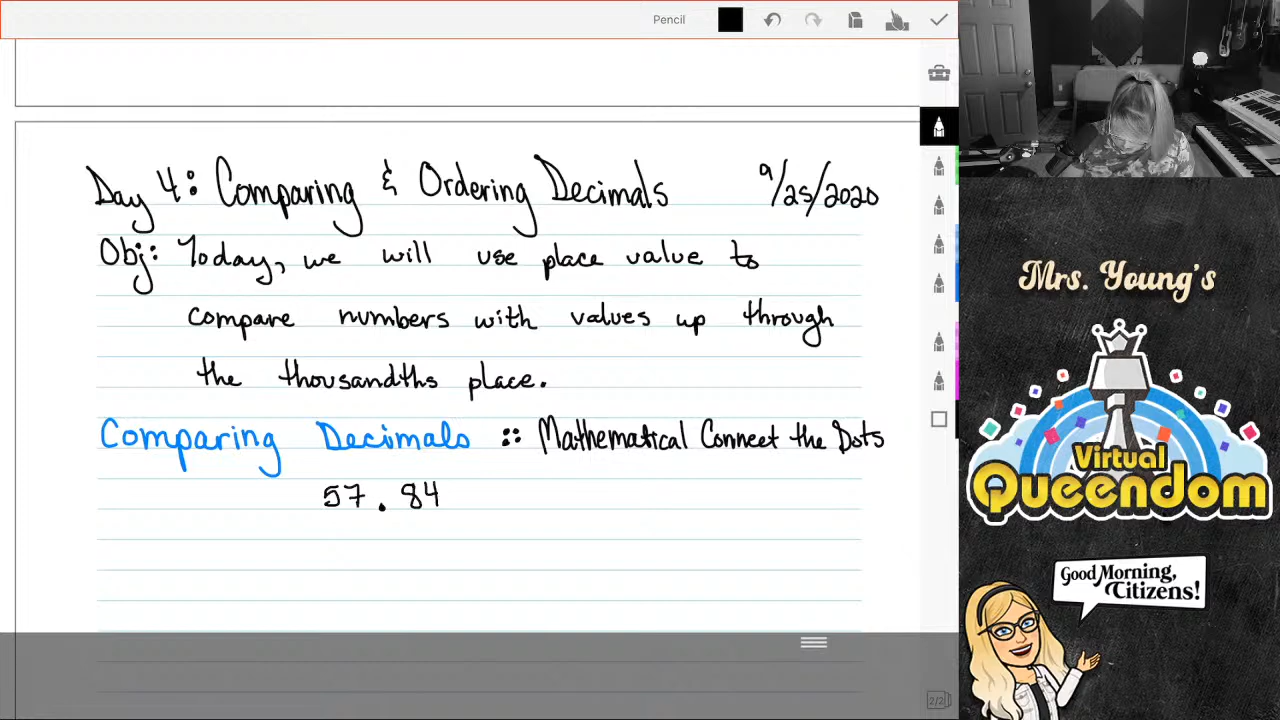 Pencil
Day 4: Comparing & Ordering Decimals 9/25/2020
Obj: Today, we will use place value to
compare numbers with values up through
the thousandths place.
Comparing Decimals :: Mathematical Connect the Dots
57.84
2/2
Mrs. Young's
Virtual
Queendom
Good Morning,
Citizens!